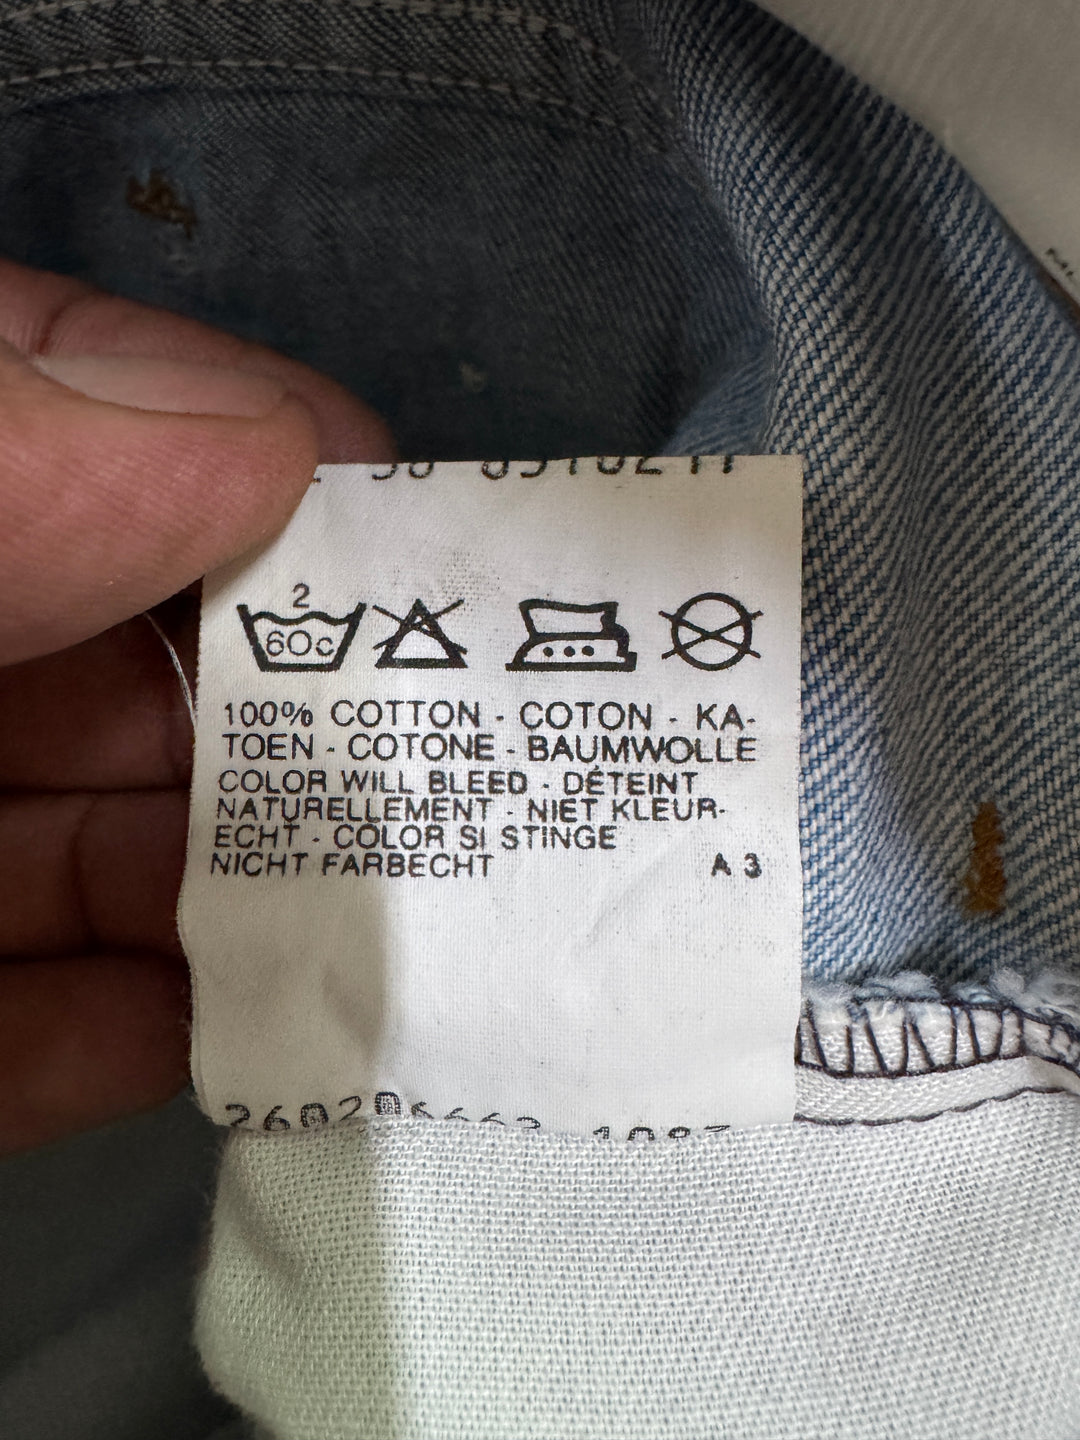 2
60c
100% COTTON - COTON - KA-
TOEN - COTONE - BAUMWOLLE
COLOR WILL BLEED - DÉTEINT
NATURELLEMENT - NIET KLEUR-
ECHT - COLOR SI STINGE
NICHT FARBECHT A 3